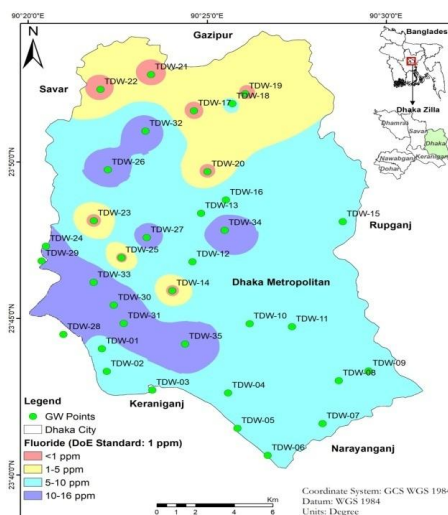 90°20'0"E
90°25'0"E
90°30'0"E
Gazipur
Bangladesh
N
TDW-21
TDW-22
Savar
TDW-19
TDW-18
TDW-17
Dhaka Zilla
TDW-32
Dhamrai
Savar
Dhaka
Keraniganj
Nawabganj
Dohar
TDW-26
TDW-20
TDW-16
TDW-13
TDW-15
TDW-23
TDW-34
Rupganj
TDW-27
TDW-24
TDW-25
TDW-12
TDW-29
TDW-33
TDW-14
Dhaka Metropolitan
TDW-30
TDW-31
TDW-10
TDW-11
TDW-28
TDW-35
TDW-01
TDW-09
TDW-02
TDW-08
TDW-03
TDW-04
Keraniganj
Legend
GW Points
Dhaka City
Fluoride (DoE Standard: 1 ppm)
<1 ppm
1-5 ppm
5-10 ppm
10-16 ppm
TDW-05
TDW-07
TDW-06
Narayanganj
23°45'0"N
23°40'0"N
Km
0 1 2 4 6
Coordinate System: GCS WGS 1984
Datum: WGS 1984
Units: Degree